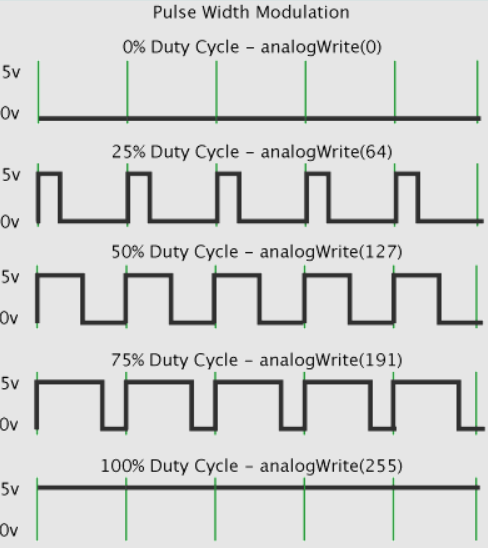 Pulse Width Modulation
0% Duty Cycle – analogWrite(0)
5v
0v
25% Duty Cycle – analogWrite(64)
5v
0v
50% Duty Cycle – analogWrite(127)
5v
0v
75% Duty Cycle – analogWrite(191)
5v
0v
100% Duty Cycle – analogWrite(255)
5v
0v